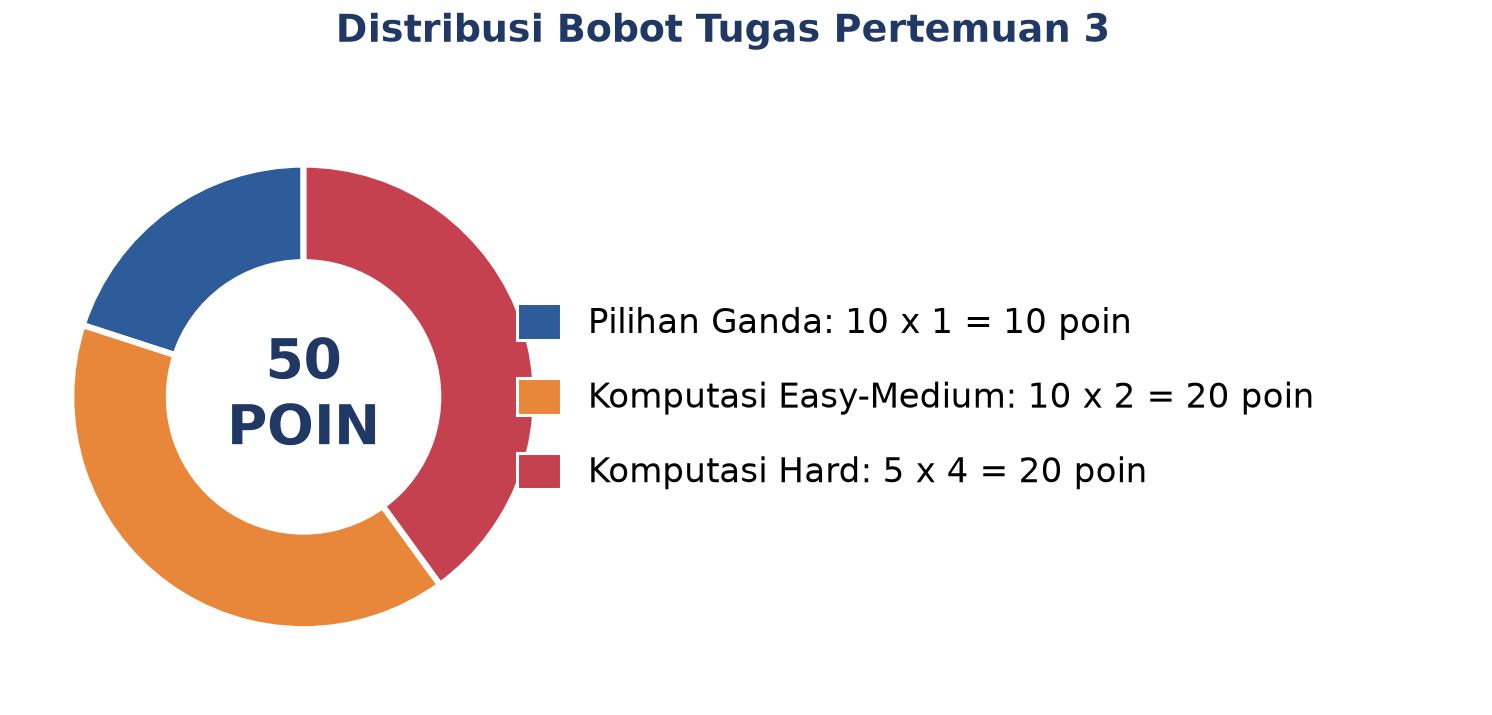 Distribusi Bobot Tugas Pertemuan 3
50
POIN
Pilihan Ganda: 10 x 1 = 10 poin
Komputasi Easy-Medium: 10 x 2 = 20 poin
Komputasi Hard: 5 x 4 = 20 poin